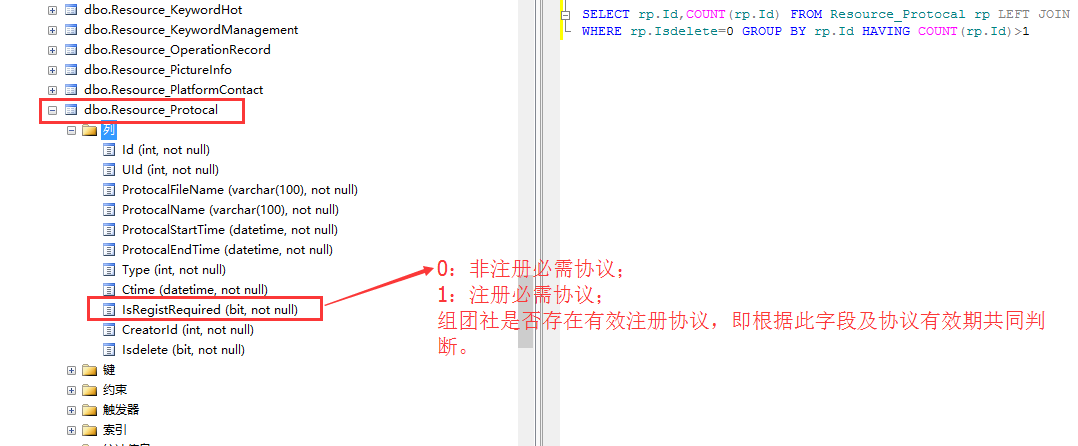 dbo.Resource_KeywordHot
dbo.Resource_KeywordManagement
dbo.Resource_OperationRecord
dbo.Resource_PictureInfo
dbo.Resource_PlatformContact
dbo.Resource_Protocal
列
Id (int, not null)
UId (int, not null)
ProtocalFileName (varchar(100), not null)
ProtocalName (varchar(100), not null)
ProtocalStartTime (datetime, not null)
ProtocalEndTime (datetime, not null)
Type (int, not null)
Ctime (datetime, not null)
IsRegistRequired (bit, not null)
CreatorId (int, not null)
Isdelete (bit, not null)
键
约束
触发器
索引
SELECT rp.Id,COUNT(rp.Id) FROM Resource_Protocal rp LEFT JOIN
WHERE rp.Isdelete=0 GROUP BY rp.Id HAVING COUNT(rp.Id)>1
0：非注册必需协议；
1：注册必需协议；
组团社是否存在有效注册协议，即根据此字段及协议有效期共同判
断。